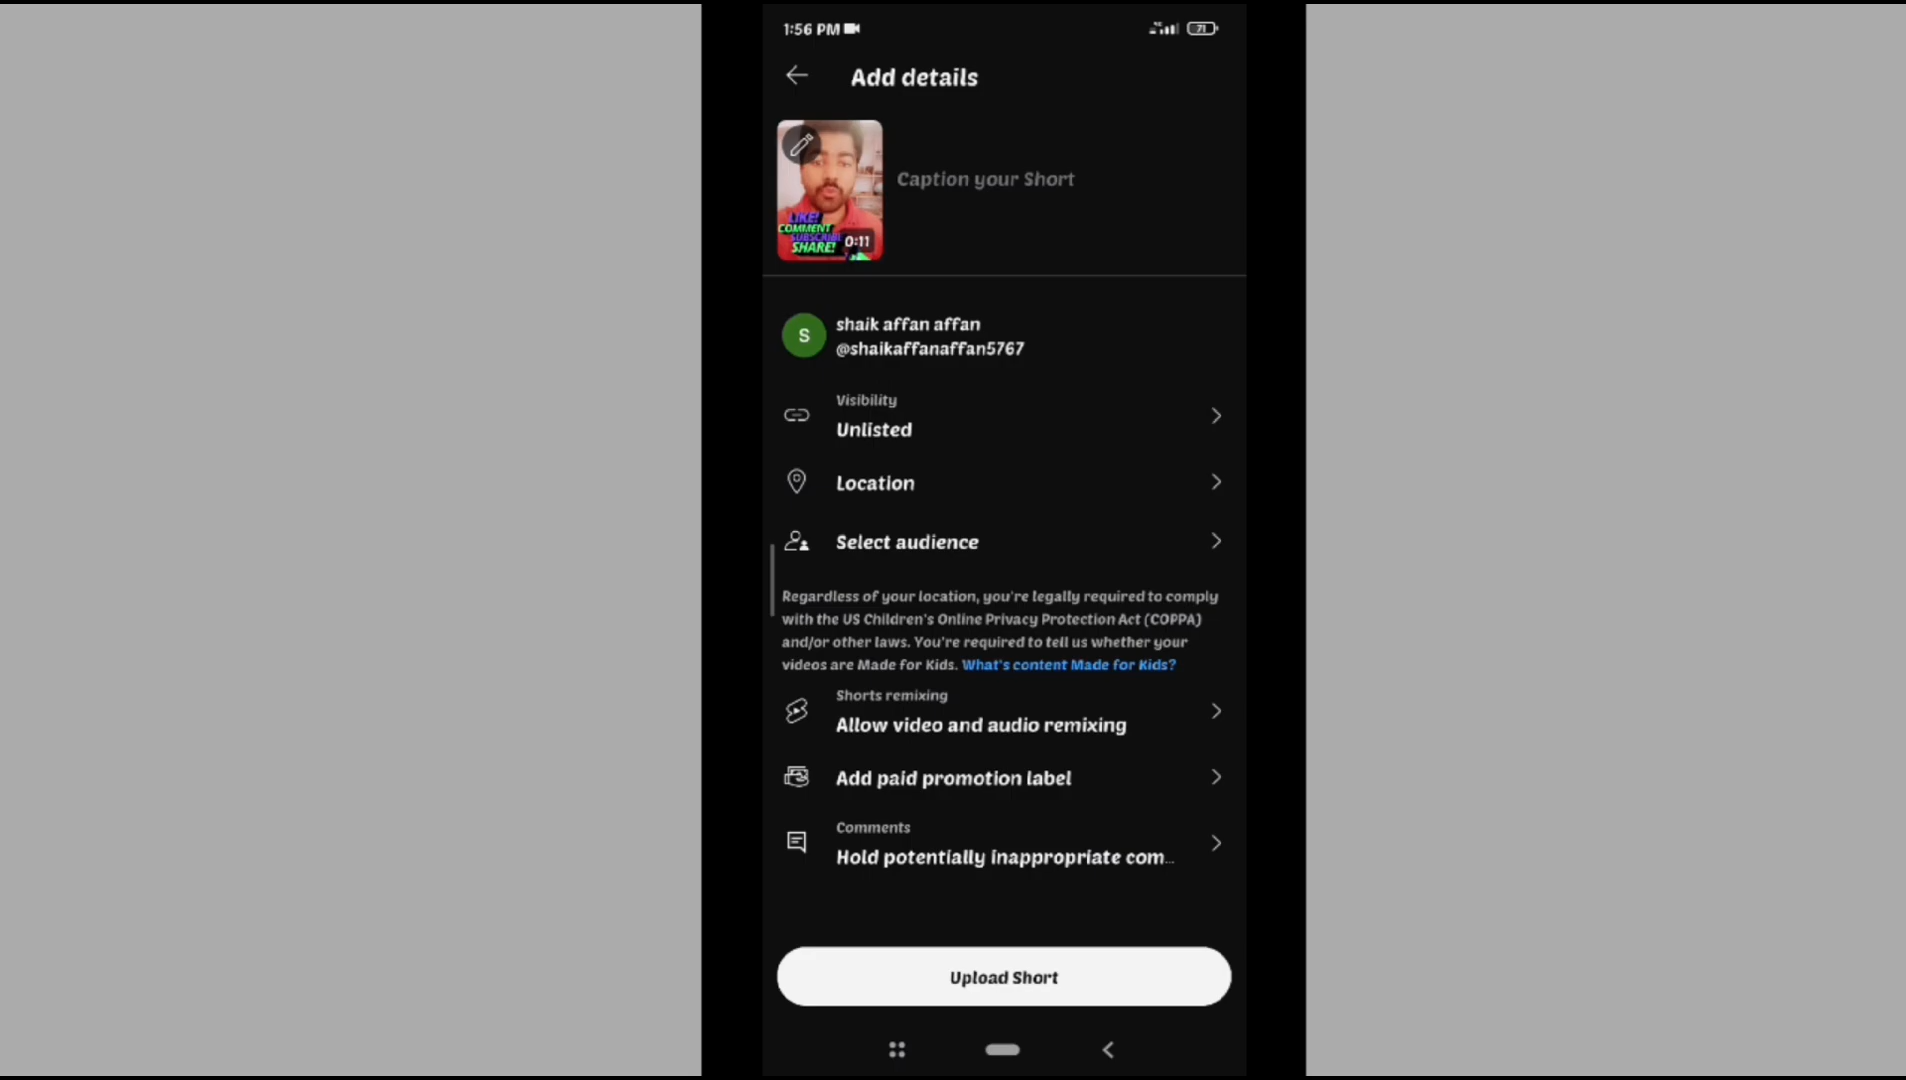 1:56 PM
71
Add details
Caption your Short
LIKE!
COMMENT
SUBSCRIBE
SHARE!
0:11
S
shaik affan affan
@shaikaffanaffan5767
Visibility
Unlisted
Location
Select audience
Regardless of your location, you're legally required to comply
with the US Children's Online Privacy Protection Act (COPPA)
and/or other laws. You're required to tell us whether your
videos are Made for Kids. What's content Made for Kids?
Shorts remixing
Allow video and audio remixing
Add paid promotion label
Comments
Hold potentially inappropriate com...
Upload Short